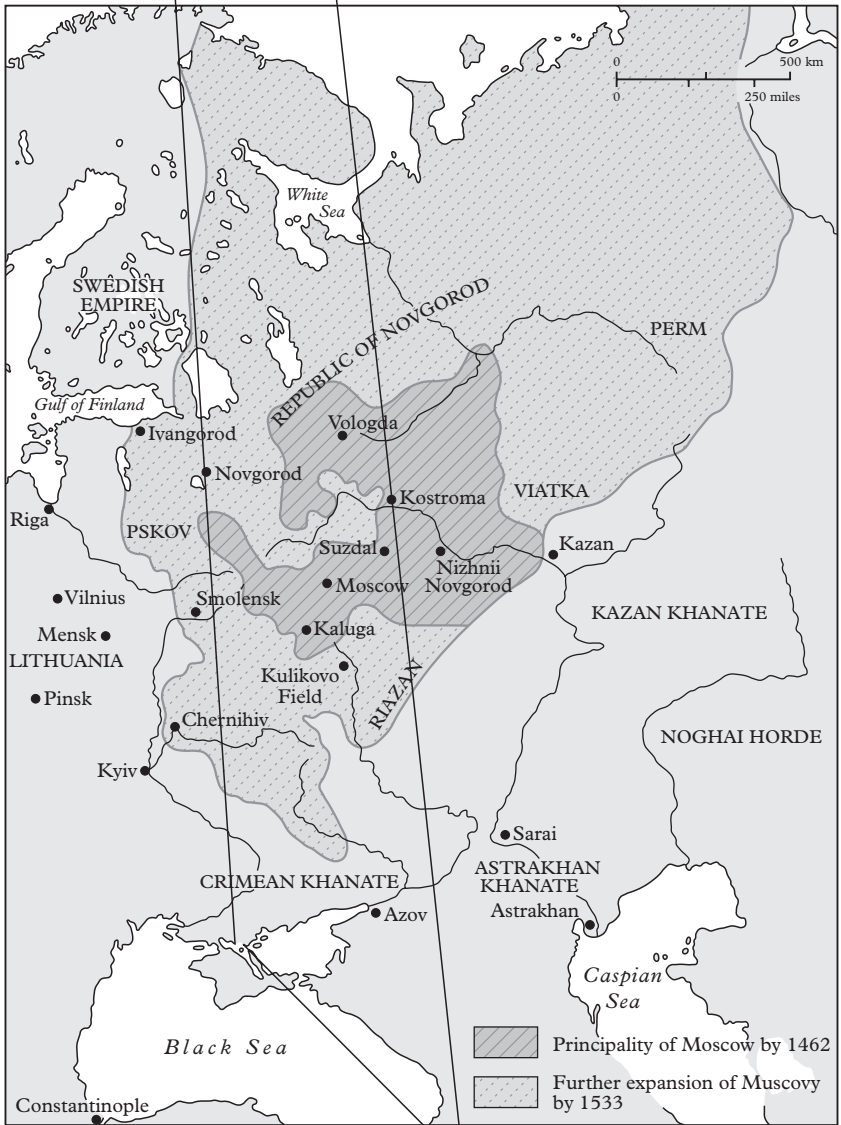 0 500 km
0 250 miles
White
Sea
SWEDISH
EMPIRE
REPUBLIC OF NOVGOROD
PERM
Gulf of Finland
Vologda
Ivangorod
Novgorod
Kostroma
VIATKA
Riga
PSKOV
Suzdal
Kazan
Nizhnii
Novgorod
Moscow
Vilnius
Smolensk
KAZAN KHANATE
Mensk
Kaluga
LITHUANIA
Kulikovo
Field
RIAZAN
Pinsk
Chernihiv
NOGHAI HORDE
Kyiv
Sarai
ASTRAKHAN
KHANATE
CRIMEAN KHANATE
Astrakhan
Azov
Caspian
Sea
Black Sea
Principality of Moscow by 1462
Further expansion of Muscovy
by 1533
Constantinople